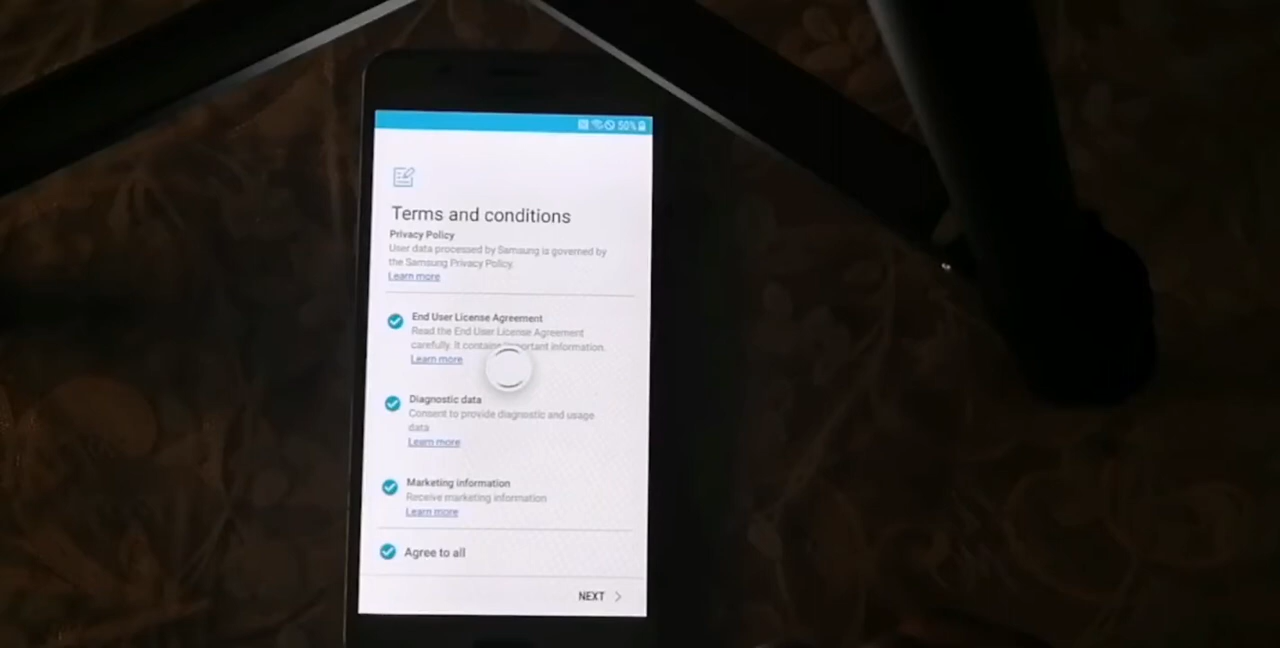 50%
Terms and conditions
Privacy Policy
User data processed by Samsung is governed by
the Samsung Privacy Policy.
Learn more
End User License Agreement
Read the End User License Agreement
carefully. It contains important information.
Learn more
Diagnostic data
Consent to provide diagnostic and usage
data
Learn more
Marketing information
Receive marketing information
Learn more
Agree to all
NEXT